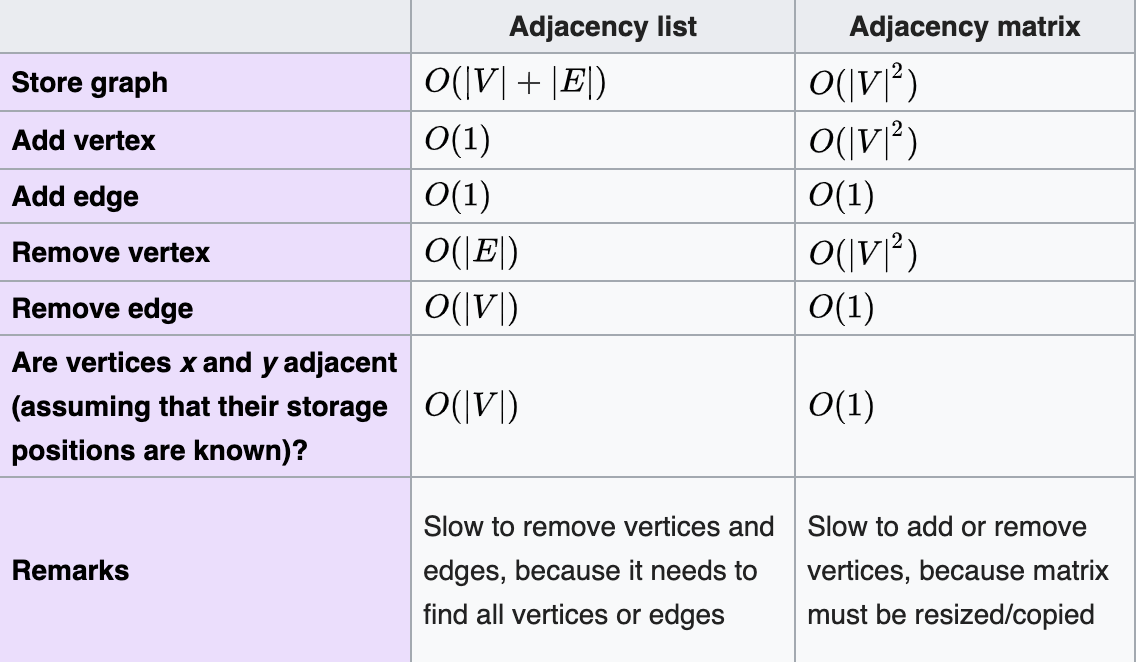 Adjacency list Adjacency matrix
Store graph O(|V| + |E|) O(|V|²)
Add vertex O(1) O(|V|²)
Add edge O(1) O(1)
Remove vertex O(|E|) O(|V|²)
Remove edge O(|V|) O(1)
Are vertices x and y adjacent
(assuming that their storage
positions are known)?
O(|V|) O(1)
Remarks
Slow to remove vertices and
edges, because it needs to
find all vertices or edges
Slow to add or remove
vertices, because matrix
must be resized/copied